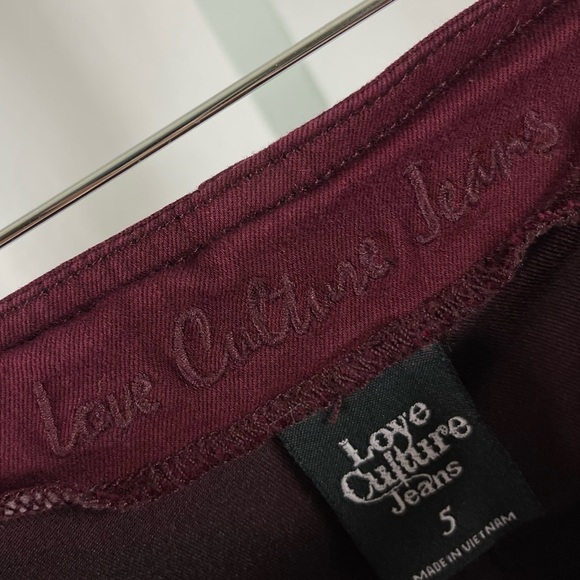 Love Culture Jeans
Love
Culture
Jeans
5
MADE IN VIETNAM